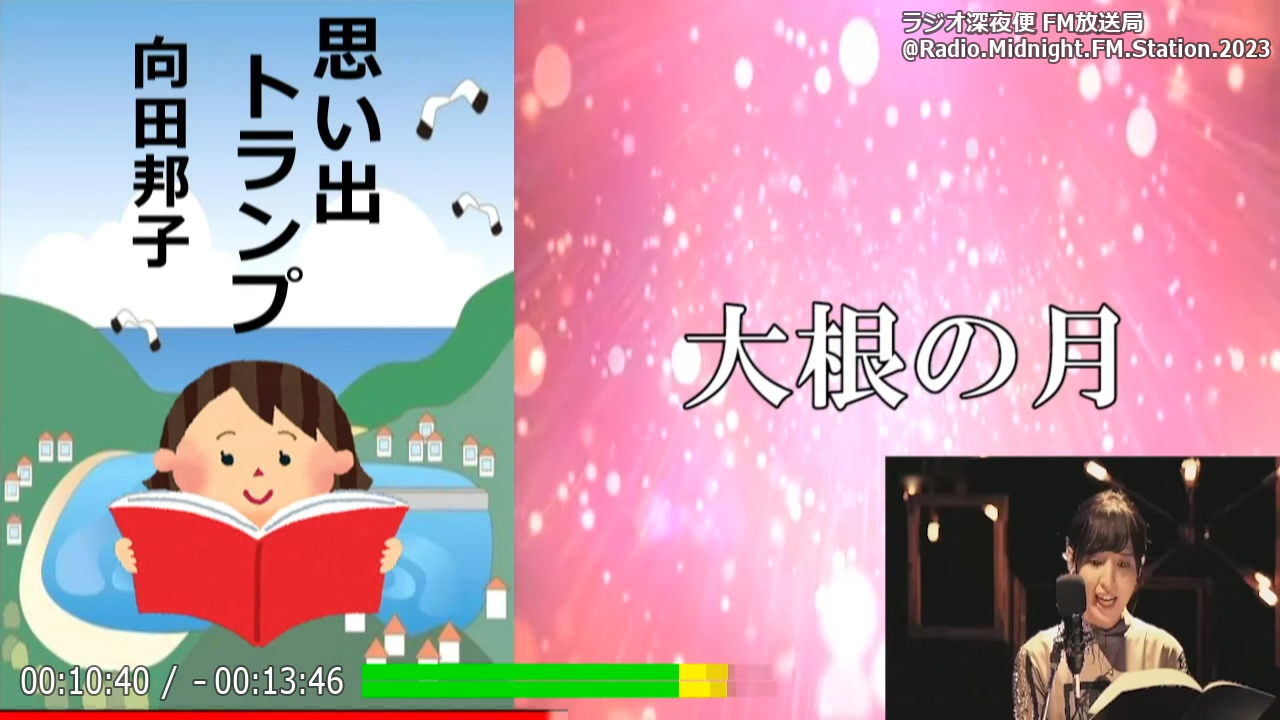 思い出
トランプ
向田邦子
ラジオ深夜便 FM放送局
@Radio.Midnight.FM.Station.2023
大根の月
00:10:40 / -00:13:46